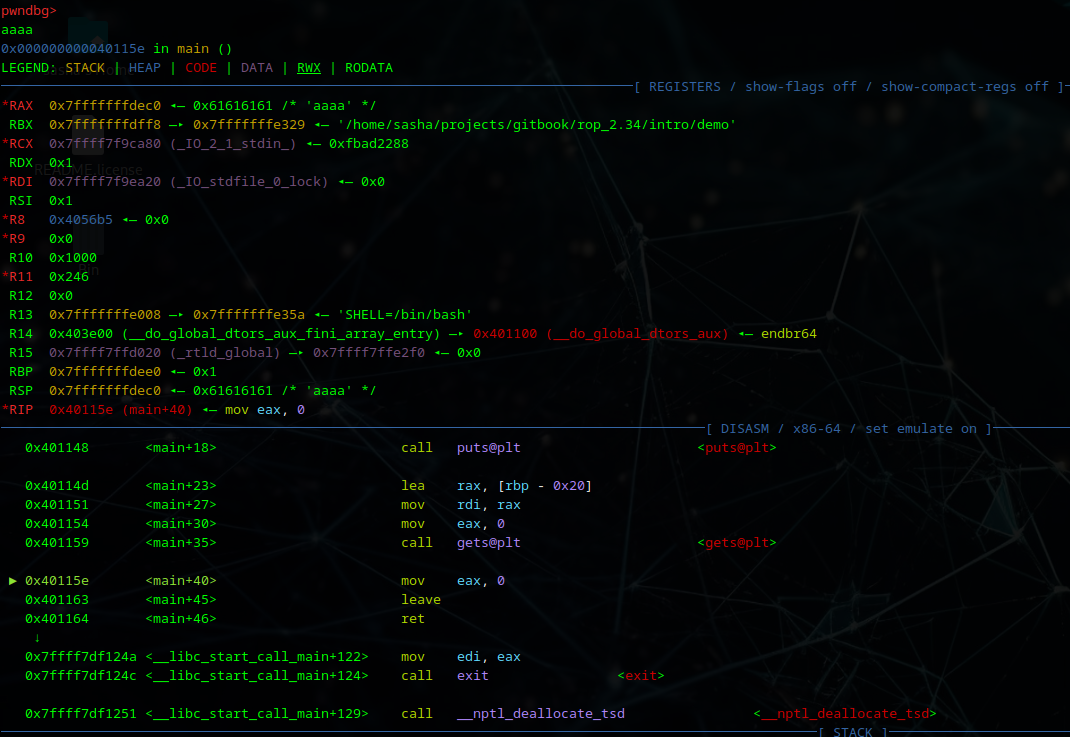 pwndbg>
aaaa
0x000000000040115e in main ()
LEGEND: STACK | HEAP | CODE | DATA | RWX | RODATA
[ REGISTERS / show-flags off / show-compact-regs off ]
*RAX  0x7fffffffdec0 ◂— 0x61616161 /* 'aaaa' */
 RBX  0x7fffffffdff8 —▸ 0x7fffffffe329 ◂— '/home/sasha/projects/gitbook/rop_2.34/intro/demo'
*RCX  0x7ffff7f9ca80 (_IO_2_1_stdin_) ◂— 0xfbad2288
 RDX  0x1
*RDI  0x7ffff7f9ea20 (_IO_stdfile_0_lock) ◂— 0x0
 RSI  0x1
*R8   0x4056b5 ◂— 0x0
*R9   0x0
 R10  0x1000
*R11  0x246
 R12  0x0
 R13  0x7fffffffe008 —▸ 0x7fffffffe35a ◂— 'SHELL=/bin/bash'
 R14  0x403e00 (__do_global_dtors_aux_fini_array_entry) —▸ 0x401100 (__do_global_dtors_aux) ◂— endbr64
 R15  0x7ffff7ffd020 (_rtld_global) —▸ 0x7ffff7ffe2f0 ◂— 0x0
 RBP  0x7fffffffdee0 ◂— 0x1
 RSP  0x7fffffffdec0 ◂— 0x61616161 /* 'aaaa' */
*RIP  0x40115e (main+40) ◂— mov eax, 0
[ DISASM / x86-64 / set emulate on ]
   0x401148       <main+18>                       call   puts@plt                      <puts@plt>
   0x40114d       <main+23>                       lea    rax, [rbp - 0x20]
   0x401151       <main+27>                       mov    rdi, rax
   0x401154       <main+30>                       mov    eax, 0
   0x401159       <main+35>                       call   gets@plt                      <gets@plt>
 ► 0x40115e       <main+40>                       mov    eax, 0
   0x401163       <main+45>                       leave
   0x401164       <main+46>                       ret
    ↓
   0x7ffff7df124a <__libc_start_call_main+122>    mov    edi, eax
   0x7ffff7df124c <__libc_start_call_main+124>    call   exit                <exit>
   0x7ffff7df1251 <__libc_start_call_main+129>    call   __nptl_deallocate_tsd                <__nptl_deallocate_tsd>
[ STACK ]